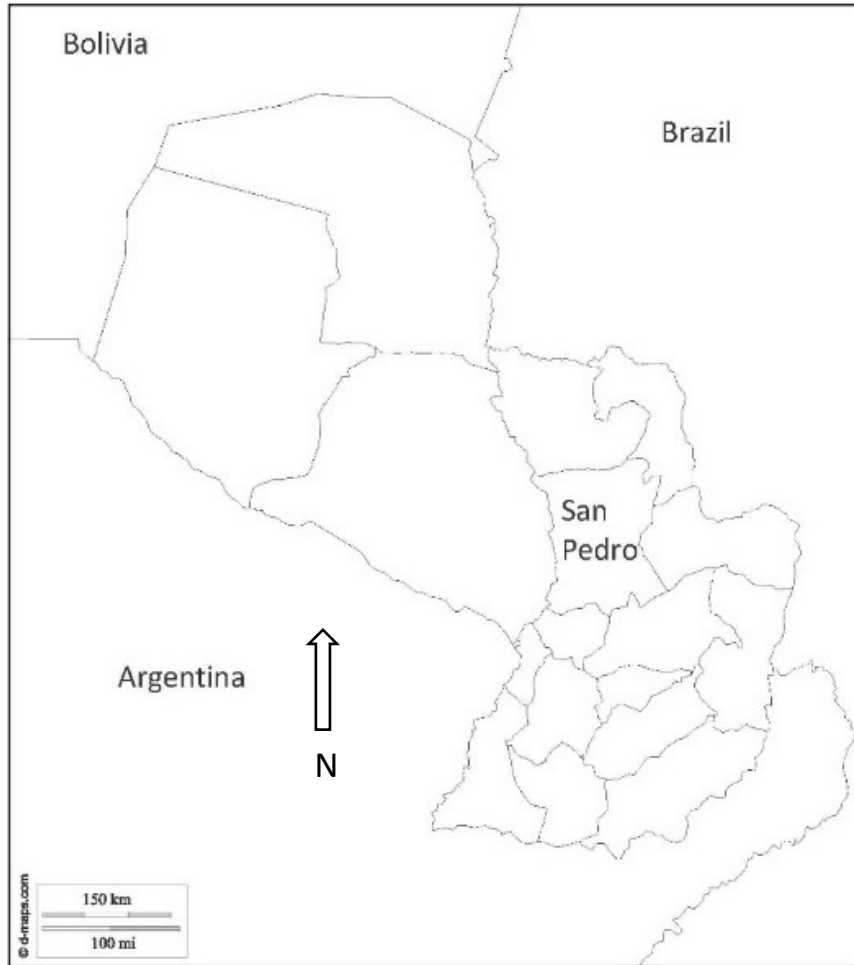 Bolivia
Brazil
San
Pedro
Argentina
N
150 km
100 mi
© d-maps.com